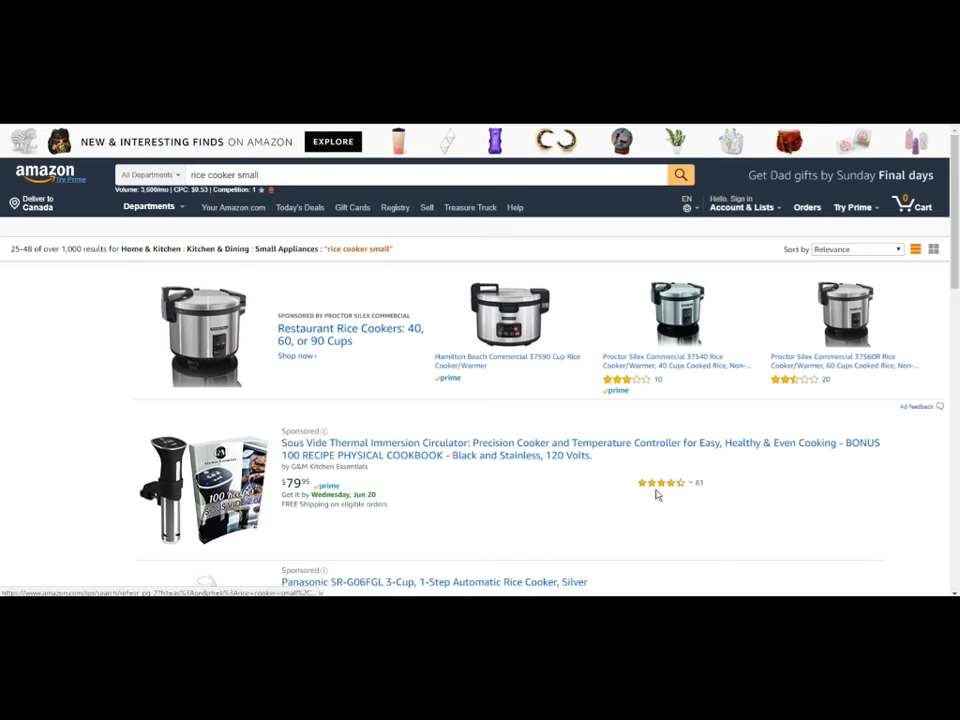 NEW & INTERESTING FINDS ON AMAZON EXPLORE
amazon
Try Prime
All Departments
rice cooker small
Get Dad gifts by Sunday Final days
Volume: 3,600/mo | CPC: $0.53 | Competition: 1
Deliver to
Canada
Departments
Your Amazon.com Today's Deals Gift Cards Registry Sell Treasure Truck Help
EN
Hello. Sign in
Account & Lists
Orders
Try Prime
0
Cart
25-48 of over 1,000 results for Home & Kitchen : Kitchen & Dining : Small Appliances : "rice cooker small"
Sort by Relevance
SPONSORED BY PROCTOR SILEX COMMERCIAL
Restaurant Rice Cookers: 40,
60, or 90 Cups
Shop now ›
Hamilton Beach Commercial 37590 Cup Rice
Cooker/Warmer
prime
Proctor Silex Commercial 37540 Rice
Cooker/Warmer, 40 Cups Cooked Rice, Non-...
10
prime
Proctor Silex Commercial 37560R Rice
Cooker/Warmer, 60 Cups Cooked Rice, Non-...
20
Ad feedback
Sponsored
Sous Vide Thermal Immersion Circulator: Precision Cooker and Temperature Controller for Easy, Healthy & Even Cooking - BONUS
100 RECIPE PHYSICAL COOKBOOK - Black and Stainless, 120 Volts.
by G&M Kitchen Essentials
$79.95 prime
Get it by Wednesday, Jun 20
FREE Shipping on eligible orders
81
100 Recipes
SOUS VIDE
Sponsored
Panasonic SR-G06FGL 3-Cup, 1-Step Automatic Rice Cooker, Silver